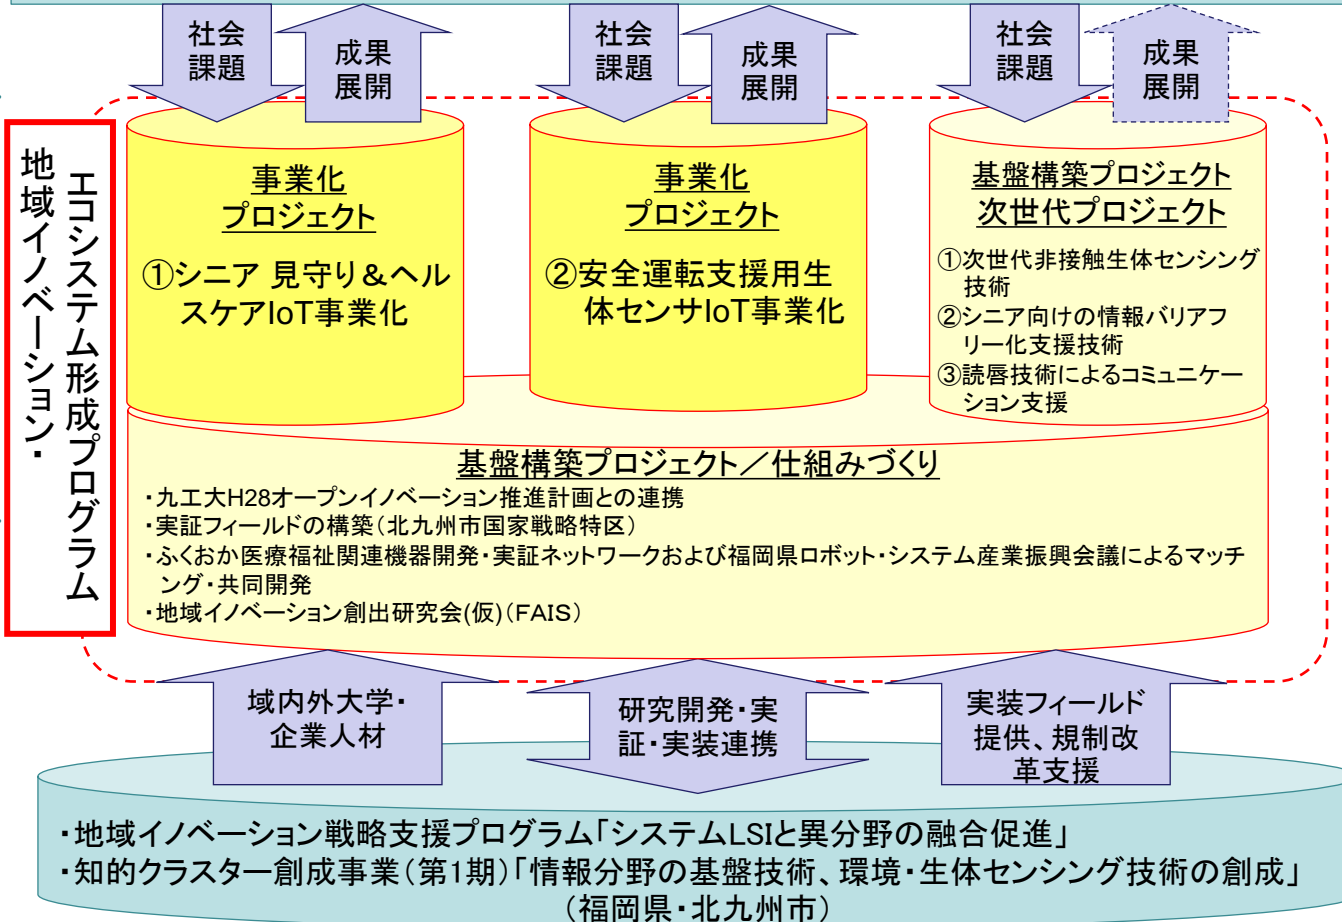 社会
課題
成果
展開
社会
課題
成果
展開
社会
課題
成果
展開
地域イノベーション・
エコシステム形成プログラム
事業化
プロジェクト
①シニア 見守り＆ヘル
スケアIoT事業化
事業化
プロジェクト
②安全運転支援用生
体センサIoT事業化
基盤構築プロジェクト
次世代プロジェクト
①次世代非接触生体センシング
技術
②シニア向けの情報バリアフ
リー化支援技術
③読唇技術によるコミュニケー
ション支援
基盤構築プロジェクト／仕組みづくり
・九工大H28オープンイノベーション推進計画との連携
・実証フィールドの構築（北九州市国家戦略特区）
・ふくおか医療福祉関連機器開発・実証ネットワークおよび福岡県ロボット・システム産業振興会議によるマッチ
ング・共同開発
・地域イノベーション創出研究会(仮)（FAIS）
域内外大学・
企業人材
研究開発・実
証・実装連携
実装フィールド
提供、規制改
革支援
・地域イノベーション戦略支援プログラム「システムLSIと異分野の融合促進」
・知的クラスター創成事業（第1期）「情報分野の基盤技術、環境・生体センシング技術の創成」
（福岡県・北九州市）